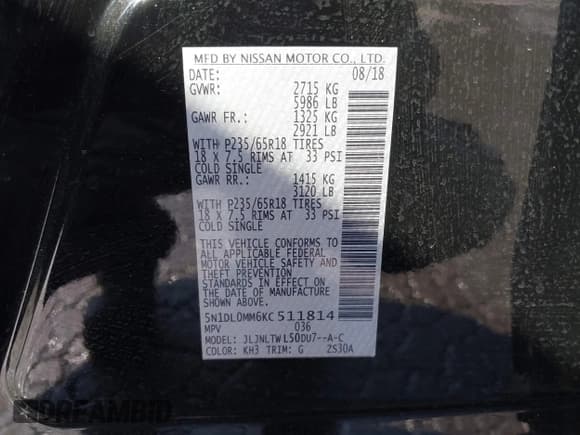 MFD BY NISSAN MOTOR CO., LTD.
DATE: 08/18
GVWR: 2715 KG
5986 LB
GAWR FR.: 1325 KG
2921 LB
WITH P235/65R18 TIRES
18 X 7.5 RIMS AT 33 PSI
COLD SINGLE
GAWR RR.: 1415 KG
3120 LB
WITH P235/65R18 TIRES
18 X 7.5 RIMS AT 33 PSI
COLD SINGLE
THIS VEHICLE CONFORMS TO
ALL APPLICABLE FEDERAL
MOTOR VEHICLE SAFETY AND
THEFT PREVENTION
STANDARDS IN EFFECT ON
THE DATE OF MANUFACTURE
SHOWN ABOVE.
5N1DL0MM6KC511814
MPV 036
MODEL: JLJNLTWL50DU7--A-C
COLOR: KH3 TRIM: G 2S30A
DREAMBID